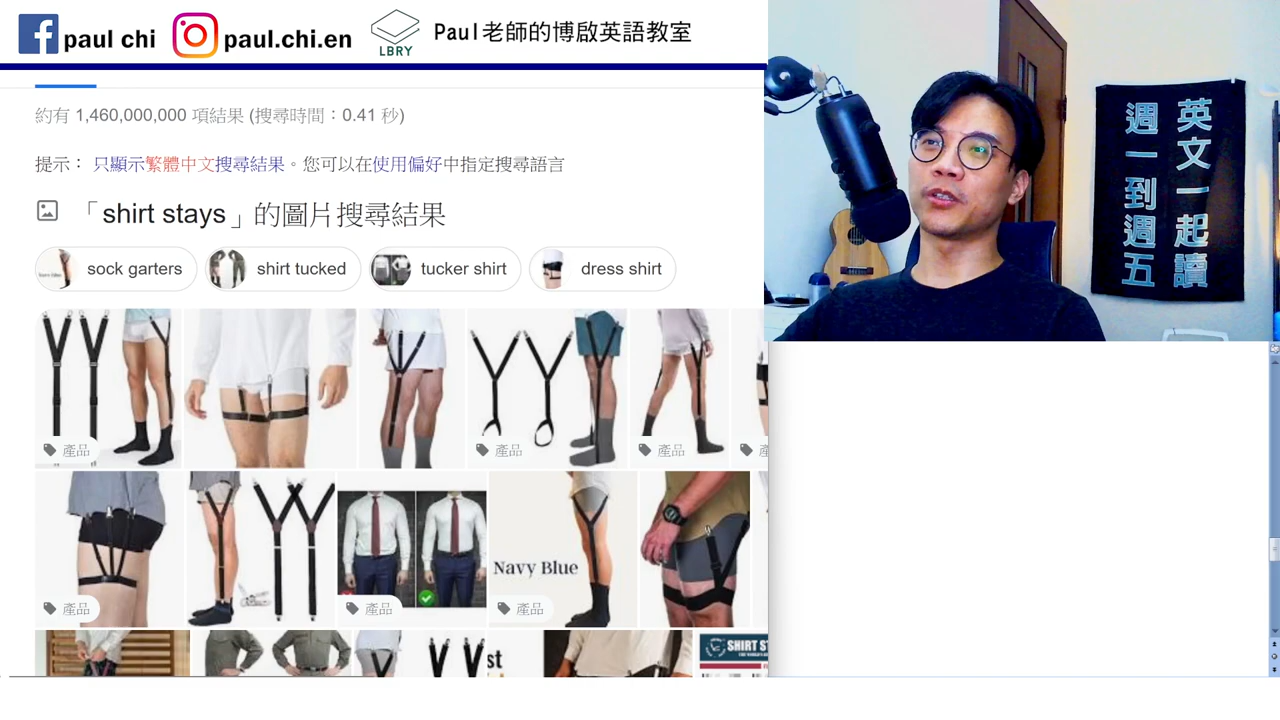 paul chi
paul.chi.en
LBRY
Paul老師的博啟英語教室
約有 1,460,000,000 項結果 (搜尋時間：0.41 秒)
提示： 只顯示繁體中文搜尋結果。您可以在使用偏好中指定搜尋語言
「shirt stays」的圖片搜尋結果
sock garters
shirt tucked
tucker shirt
dress shirt
產品
產品
產品
產品
產品
Navy Blue
產品
st
SHIRT ST
英文一起讀
週一到週五